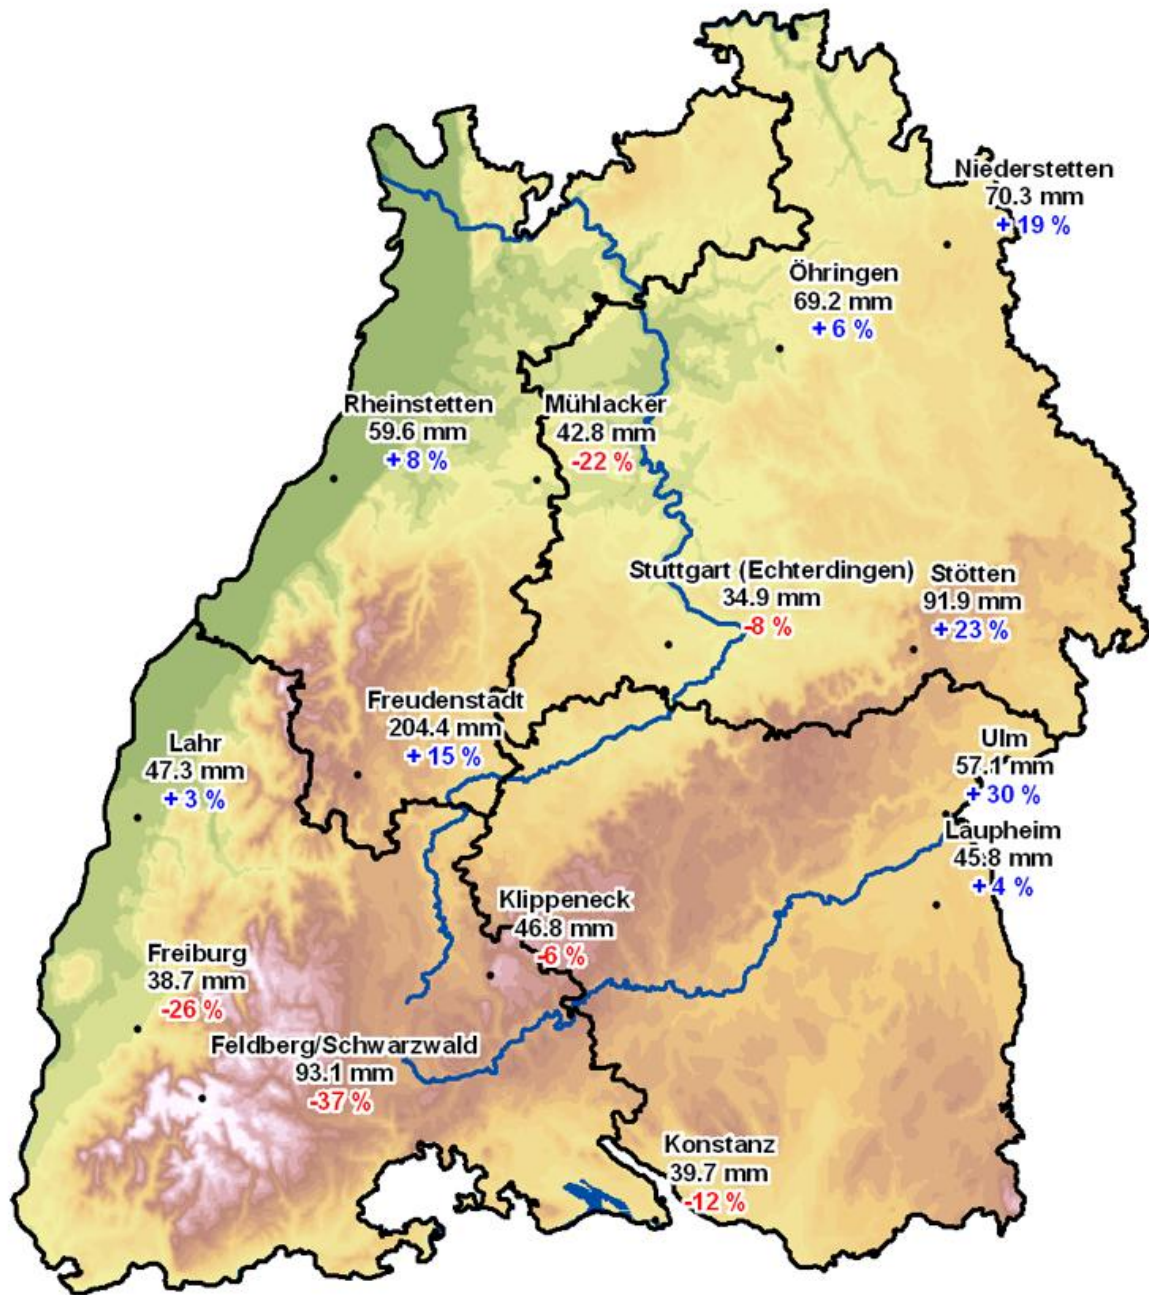 Niederstetten
70.3 mm
+ 19 %
Öhringen
69.2 mm
+ 6 %
Rheinstetten
59.6 mm
+ 8 %
Mühlacker
42.8 mm
-22 %
Stuttgart (Echterdingen)
34.9 mm
-8 %
Stötten
91.9 mm
+ 23 %
Freudenstadt
204.4 mm
+ 15 %
Lahr
47.3 mm
+ 3 %
Ulm
57.1 mm
+ 30 %
Laupheim
45.8 mm
+ 4 %
Klippeneck
46.8 mm
-6 %
Freiburg
38.7 mm
-26 %
Feldberg/Schwarzwald
93.1 mm
-37 %
Konstanz
39.7 mm
-12 %